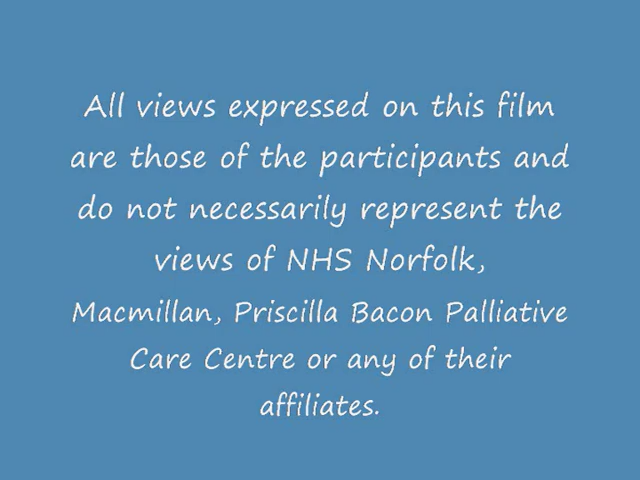 All views expressed on this film
are those of the participants and
do not necessarily represent the
views of NHS Norfolk,
Macmillan, Priscilla Bacon Palliative
Care Centre or any of their
affiliates.